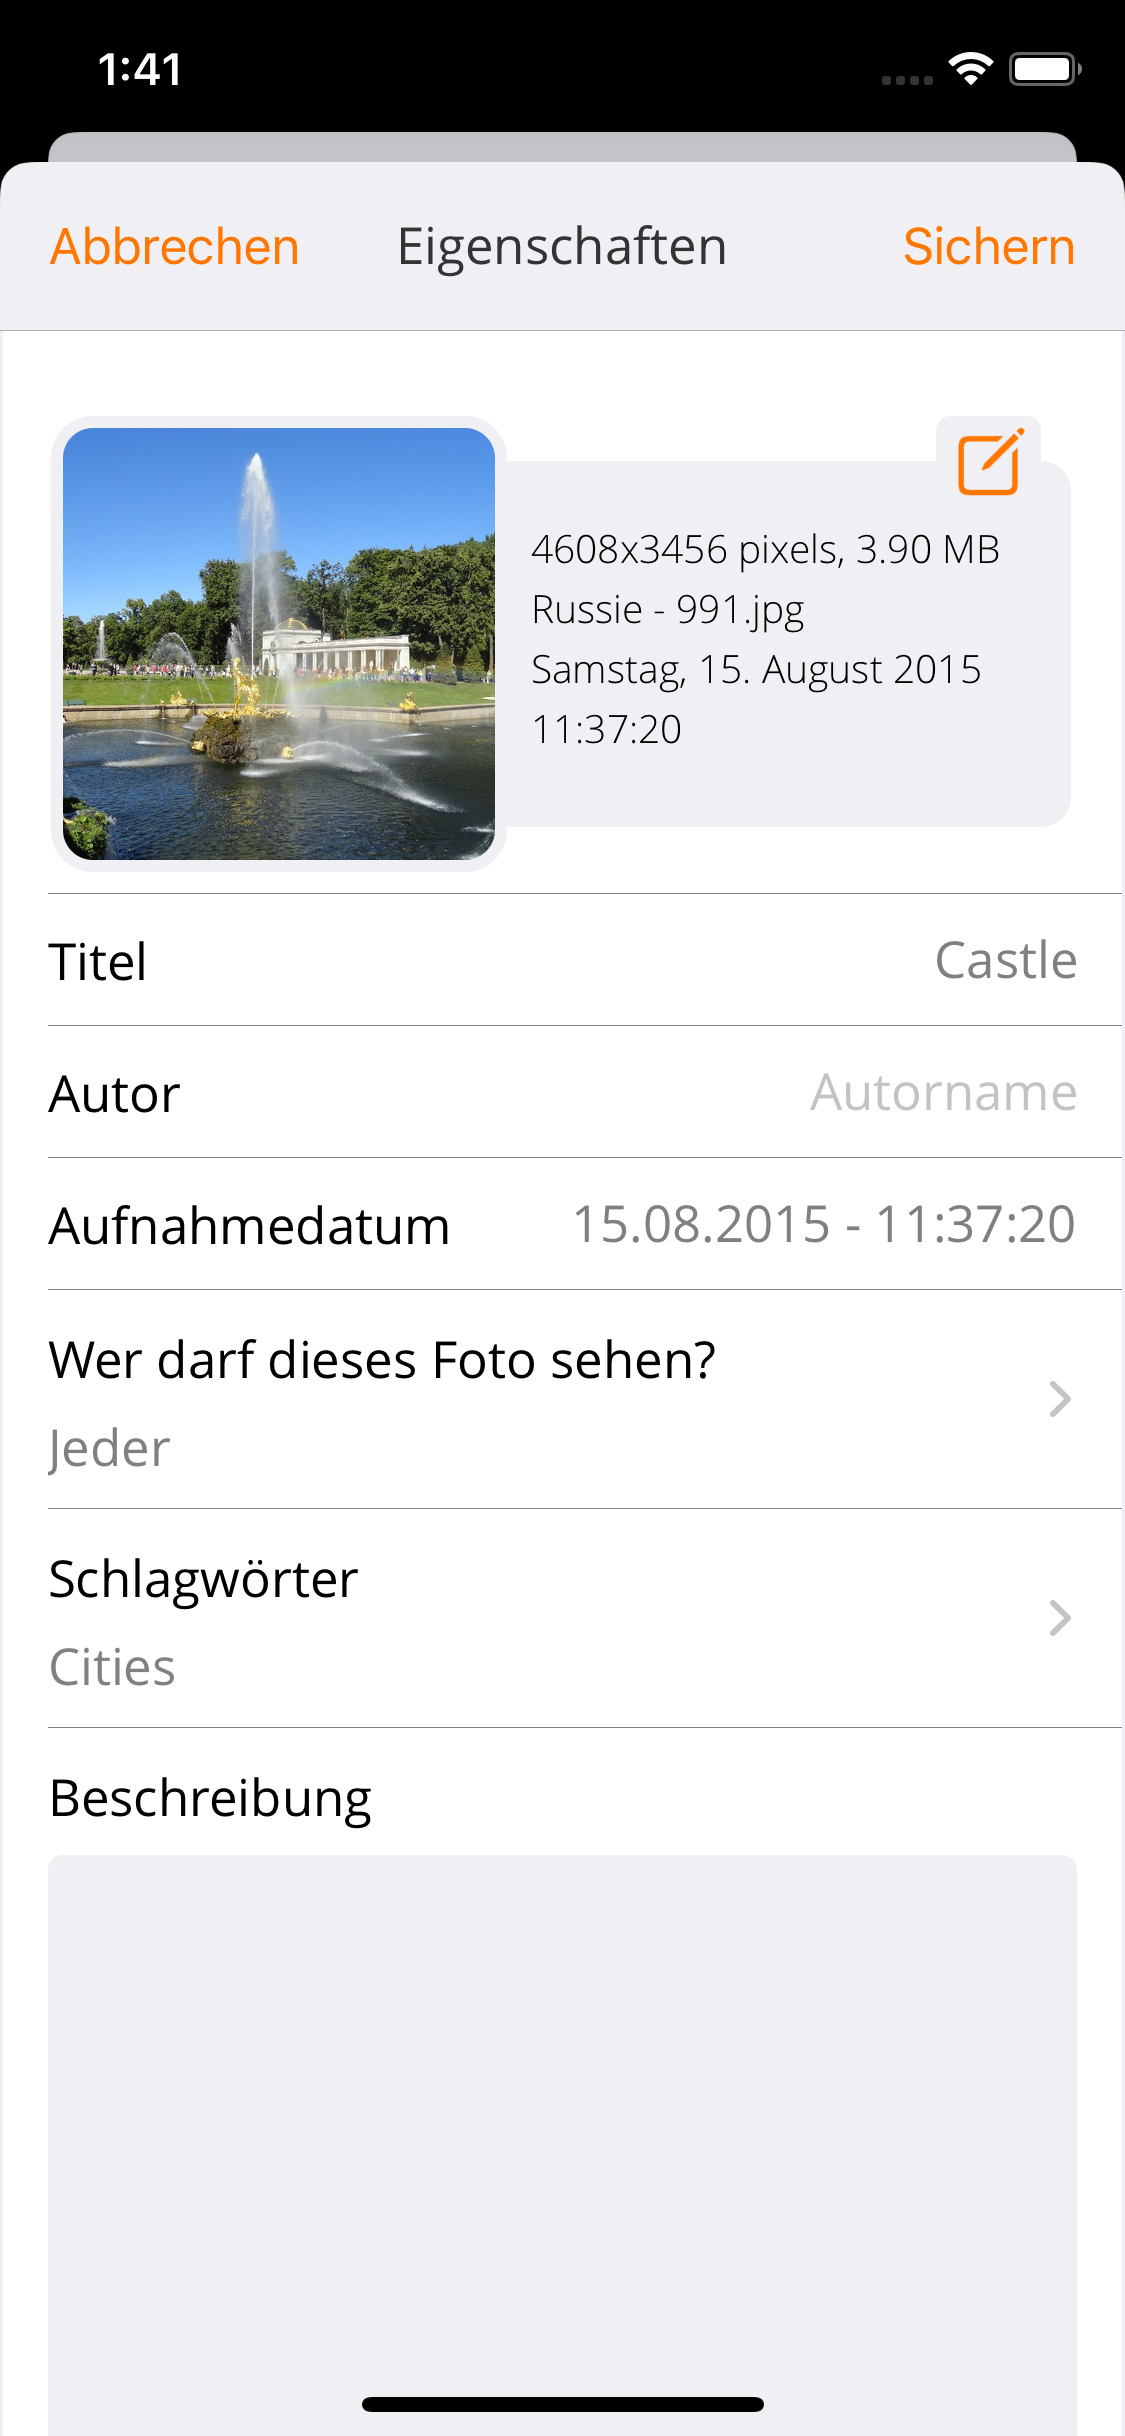 1:41
Abbrechen Eigenschaften Sichern
4608x3456 pixels, 3.90 MB
Russie - 991.jpg
Samstag, 15. August 2015
11:37:20
Titel Castle
Autor Autorname
Aufnahmedatum 15.08.2015 - 11:37:20
Wer darf dieses Foto sehen?
Jeder
Schlagwörter
Cities
Beschreibung